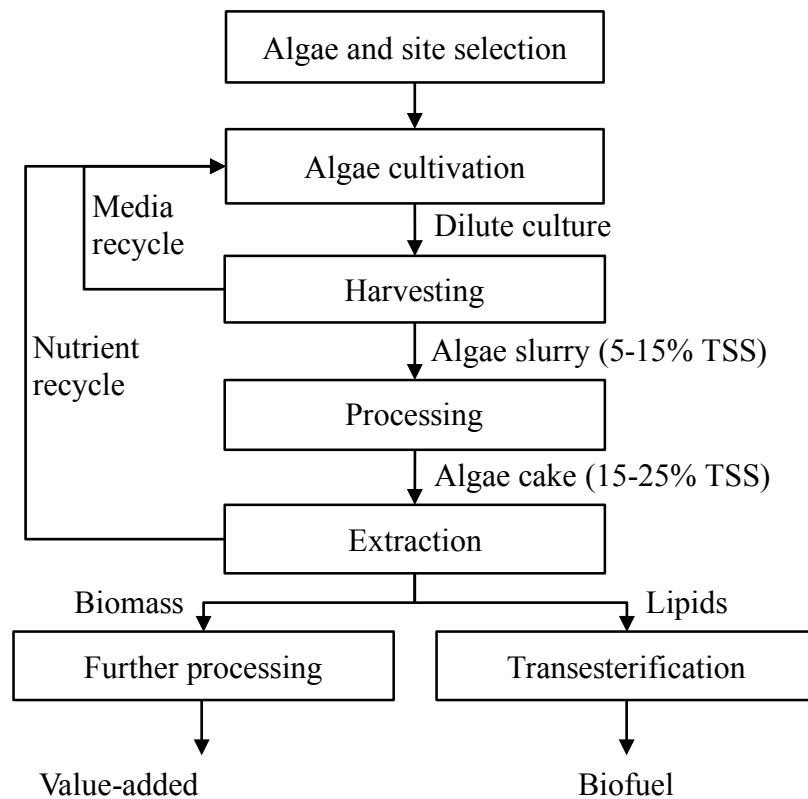 Algae and site selection
Algae cultivation
Media
recycle
Dilute culture
Harvesting
Nutrient
recycle
Algae slurry (5-15% TSS)
Processing
Algae cake (15-25% TSS)
Extraction
Biomass
Lipids
Further processing
Transesterification
Value-added
Biofuel